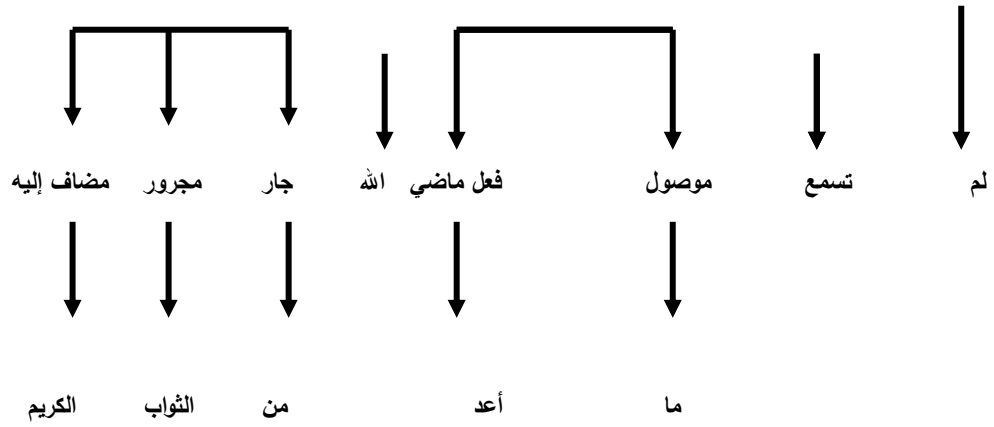 لم تسمع موصول فعل ماضي الله جار مجرور مضاف إليه
ما أعد من الثواب الكريم